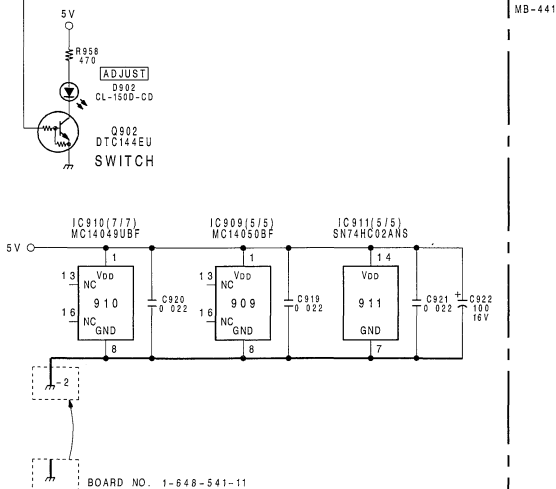 MB-441
5V
R958
470
ADJUST
D902
CL-150D-CD
Q902
DTC144EU
SWITCH
IC910(7/7)
MC14049UBF
IC909(5/5)
MC14050BF
IC911(5/5)
SN74HC02ANS
5V
1
1
14
13
NC
VDD
910
16
NC
GND
8
C920
0 022
13
NC
VDD
909
16
NC
GND
8
C919
0 022
VDD
911
GND
7
C921
0 022
+
C922
100
16V
-2
BOARD NO. 1-648-541-11